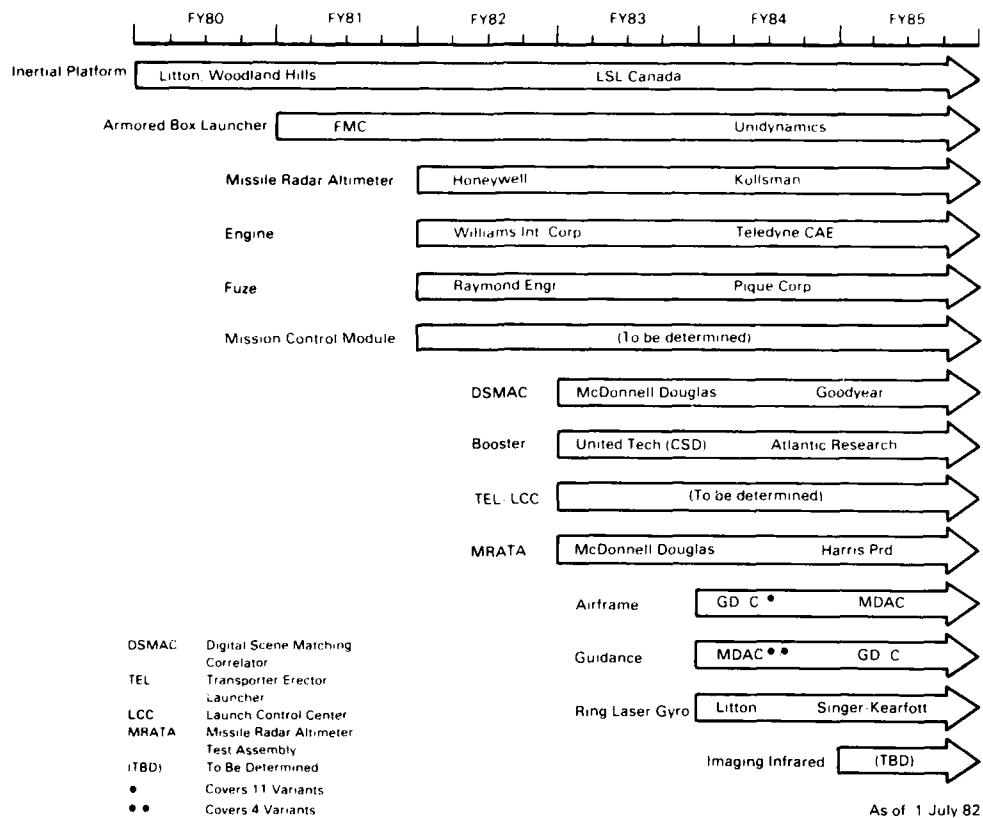 FY80 FY81 FY82 FY83 FY84 FY85
Inertial Platform Litton, Woodland Hills LSL Canada
Armored Box Launcher FMC Unidynamics
Missile Radar Altimeter Honeywell Kollsman
Engine Williams Int Corp Teledyne CAE
Fuze Raymond Engr Pique Corp
Mission Control Module (To be determined)
DSMAC McDonnell Douglas Goodyear
Booster United Tech (CSD) Atlantic Research
TEL-LCC (To be determined)
MRATA McDonnell Douglas Harris Prd
Airframe GD C • MDAC
Guidance MDAC •• GD C
Ring Laser Gyro Litton Singer-Kearfott
Imaging Infrared (TBD)
DSMAC Digital Scene Matching
Correlator
TEL Transporter Erector
Launcher
LCC Launch Control Center
MRATA Missile Radar Altimeter
Test Assembly
(TBD) To Be Determined
• Covers 11 Variants
•• Covers 4 Variants
As of 1 July 82